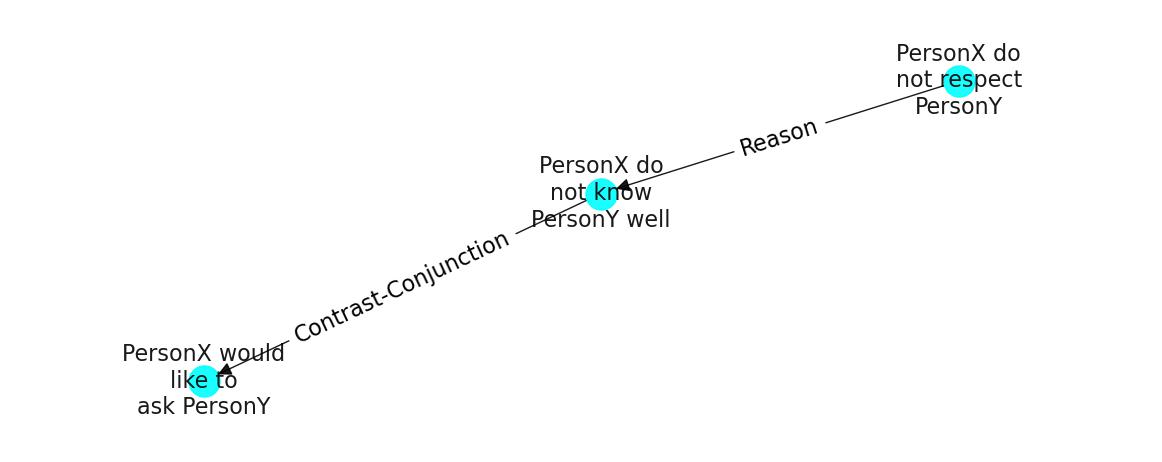 PersonX do
not respect
PersonY
Reason
PersonX do
not know
PersonY well
Contrast-Conjunction
PersonX would
like to
ask PersonY